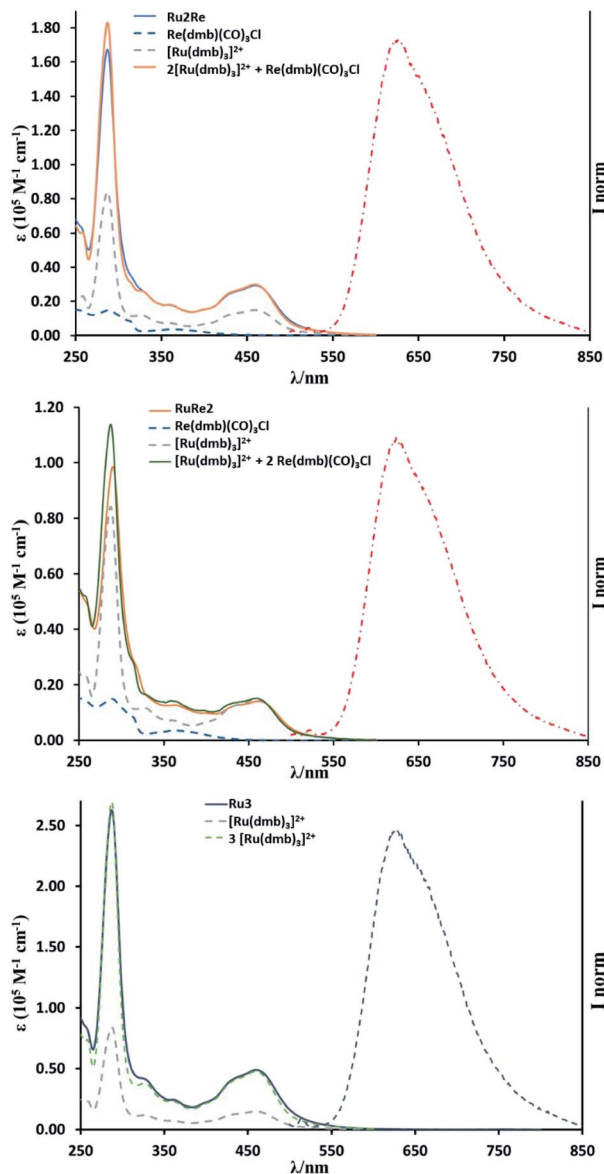 Ru2Re
Re(dmb)(CO)₃Cl
[Ru(dmb)₃]²⁺
2[Ru(dmb)₃]²⁺ + Re(dmb)(CO)₃Cl
1.80
1.60
1.40
1.20
1.00
0.80
0.60
0.40
0.20
0.00
ε (10⁵ M⁻¹ cm⁻¹)
I norm
250 350 450 550 650 750 850
λ/nm
RuRe2
Re(dmb)(CO)₃Cl
[Ru(dmb)₃]²⁺
[Ru(dmb)₃]²⁺ + 2 Re(dmb)(CO)₃Cl
1.20
1.00
0.80
0.60
0.40
0.20
0.00
ε (10⁵ M⁻¹ cm⁻¹)
I norm
250 350 450 550 650 750 850
λ/nm
Ru3
[Ru(dmb)₃]²⁺
3 [Ru(dmb)₃]²⁺
2.50
2.00
1.50
1.00
0.50
0.00
ε (10⁵ M⁻¹ cm⁻¹)
I norm
250 350 450 550 650 750 850
λ/nm